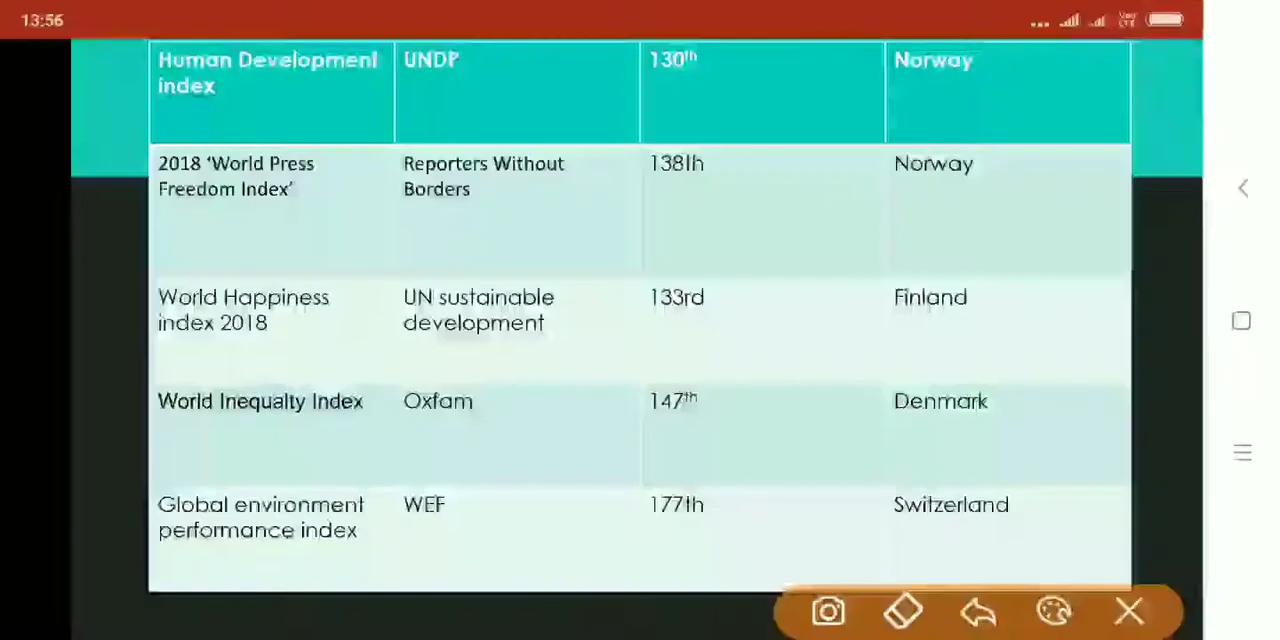 13:56
Human Development index
UNDP
130th
Norway
2018 ‘World Press Freedom Index’
Reporters Without Borders
138th
Norway
World Happiness index 2018
UN sustainable development
133rd
Finland
World Inequalty Index
Oxfam
147th
Denmark
Global environment performance index
WEF
177th
Switzerland